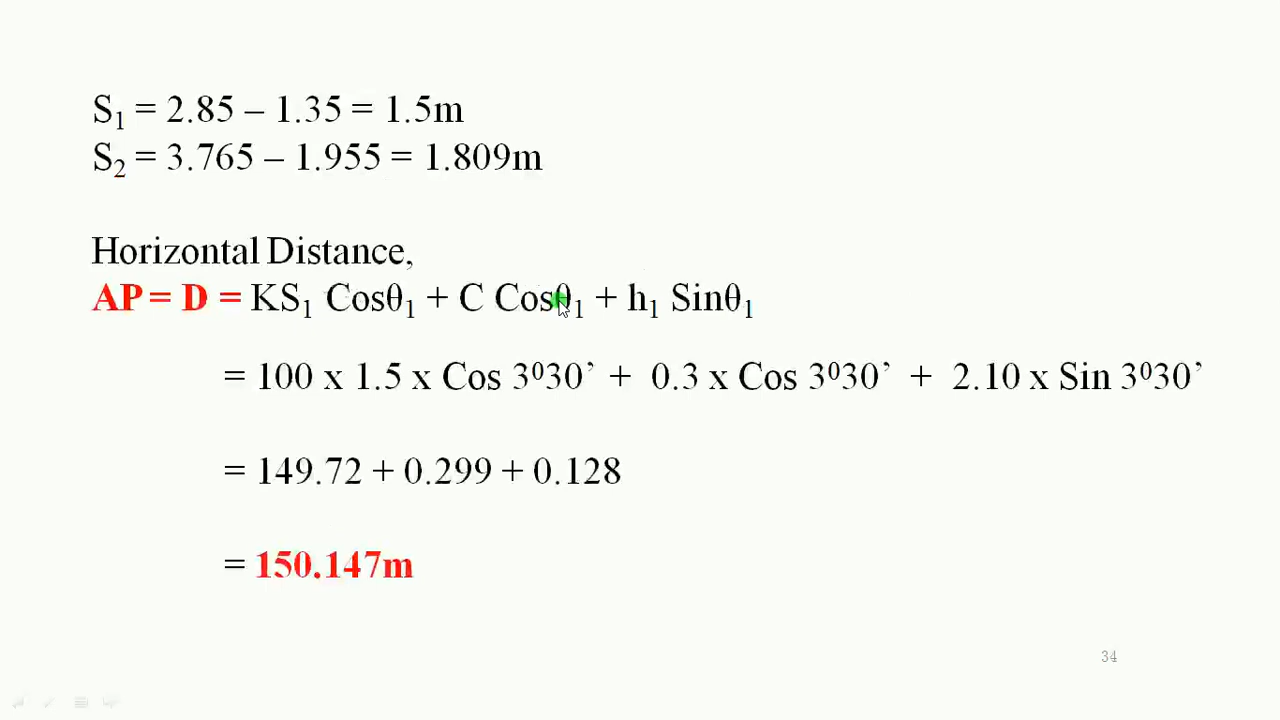 S₁ = 2.85 – 1.35 = 1.5m
S₂ = 3.765 – 1.955 = 1.809m
Horizontal Distance,
AP = D = KS₁ Cosθ₁ + C Cosθ₁ + h₁ Sinθ₁
= 100 x 1.5 x Cos 3⁰30’ + 0.3 x Cos 3⁰30’ + 2.10 x Sin 3⁰30’
= 149.72 + 0.299 + 0.128
= 150.147m
34